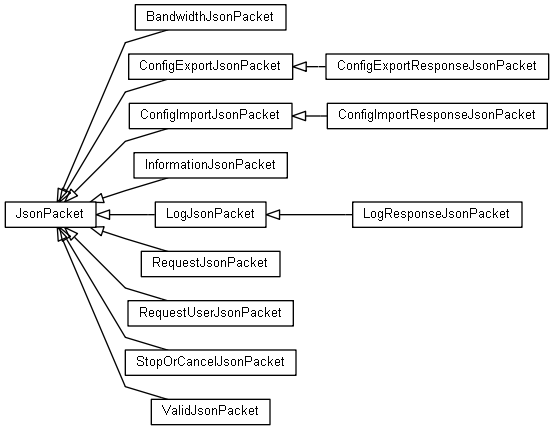 BandwidthJsonPacket
ConfigExportJsonPacket
ConfigExportResponseJsonPacket
ConfigImportJsonPacket
ConfigImportResponseJsonPacket
InformationJsonPacket
JsonPacket
LogJsonPacket
LogResponseJsonPacket
RequestJsonPacket
RequestUserJsonPacket
StopOrCancelJsonPacket
ValidJsonPacket